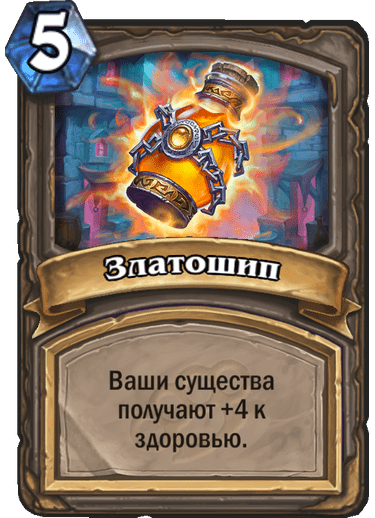 5
Златошип
Ваши существа
получают +4 к
здоровью.